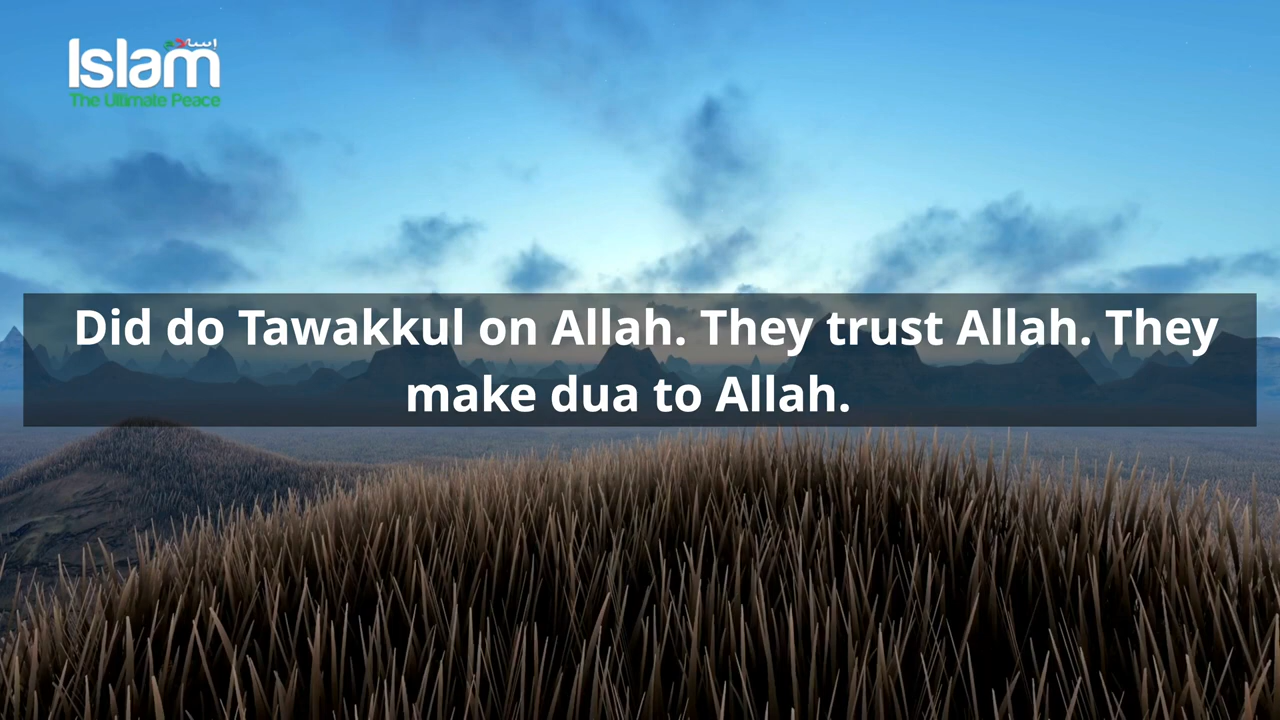 اسلام
Islam
The Ultimate Peace
Did do Tawakkul on Allah. They trust Allah. They
make dua to Allah.